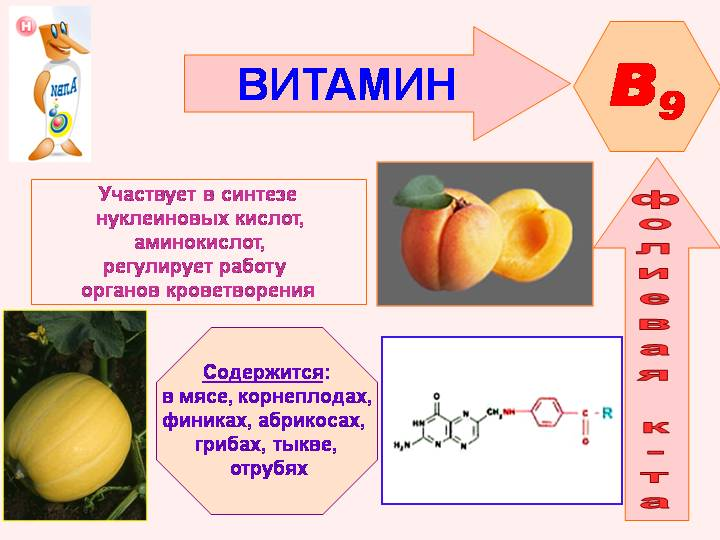 Н
ВИТАМИН
B9
Участвует в синтезе
нуклеиновых кислот,
аминокислот,
регулирует работу
органов кроветворения
Содержится:
в мясе, корнеплодах,
финиках, абрикосах,
грибах, тыкве,
отрубях
фолиевая к-та
O
HN
N
N
H2N
N
N
CH2
NH
C
R
O